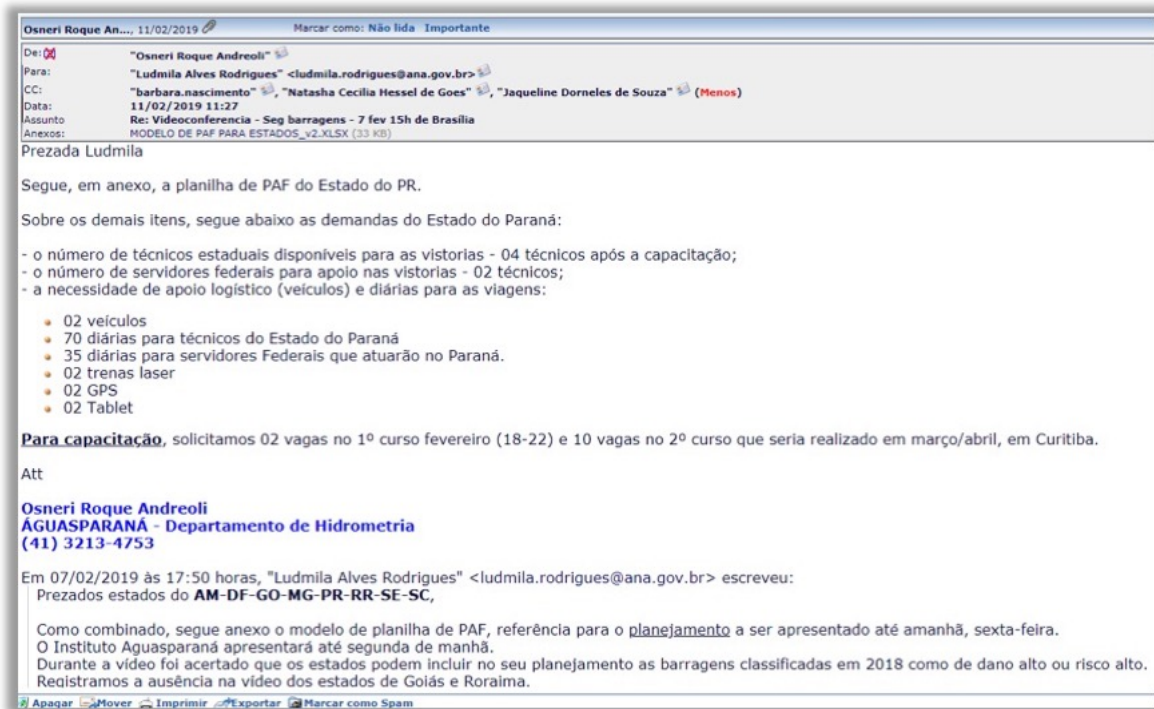 Osneri Roque An..., 11/02/2019 Marcar como: Não lida Importante
De: "Osneri Roque Andreoli"
Para: "Ludmila Alves Rodrigues" <ludmila.rodrigues@ana.gov.br>
CC: "barbara.nascimento" , "Natasha Cecilia Hessel de Goes" , "Jaqueline Dorneles de Souza" (Menos)
Data: 11/02/2019 11:27
Assunto Re: Videoconferencia - Seg barragens - 7 fev 15h de Brasília
Anexos: MODELO DE PAF PARA ESTADOS_v2.XLSX (33 KB)
Prezada Ludmila
Segue, em anexo, a planilha de PAF do Estado do PR.
Sobre os demais itens, segue abaixo as demandas do Estado do Paraná:
- o número de técnicos estaduais disponíveis para as vistorias - 04 técnicos após a capacitação;
- o número de servidores federais para apoio nas vistorias - 02 técnicos;
- a necessidade de apoio logístico (veículos) e diárias para as viagens:
• 02 veículos
• 70 diárias para técnicos do Estado do Paraná
• 35 diárias para servidores Federais que atuarão no Paraná.
• 02 trenas laser
• 02 GPS
• 02 Tablet
Para capacitação, solicitamos 02 vagas no 1º curso fevereiro (18-22) e 10 vagas no 2º curso que seria realizado em março/abril, em Curitiba.
Att
Osneri Roque Andreoli
ÁGUASPARANÁ - Departamento de Hidrometria
(41) 3213-4753
Em 07/02/2019 às 17:50 horas, "Ludmila Alves Rodrigues" <ludmila.rodrigues@ana.gov.br> escreveu:
Prezados estados do AM-DF-GO-MG-PR-RR-SE-SC,
Como combinado, segue anexo o modelo de planilha de PAF, referência para o planejamento a ser apresentado até amanhã, sexta-feira.
O Instituto Aguasparaná apresentará até segunda de manhã.
Durante a vídeo foi acertado que os estados podem incluir no seu planejamento as barragens classificadas em 2018 como de dano alto ou risco alto.
Registramos a ausência na vídeo dos estados de Goiás e Roraima.
Apagar Mover Imprimir Exportar Marcar como Spam